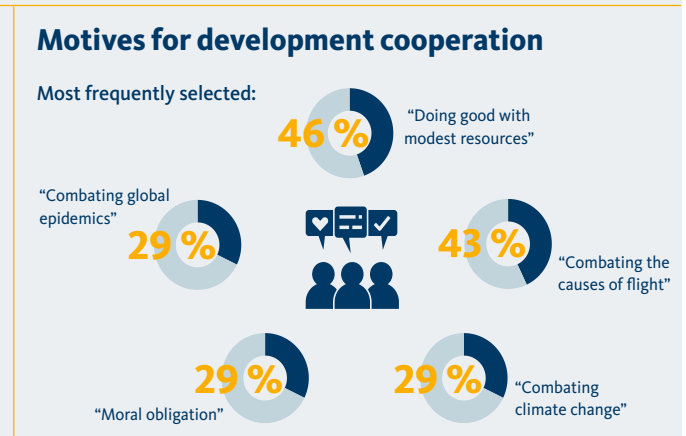 Motives for development cooperation
Most frequently selected:
46 %
“Doing good with
modest resources”
“Combating global
epidemics”
29 %
43 %
“Combating the
causes of flight”
29 %
“Moral obligation”
29 %
“Combating
climate change”